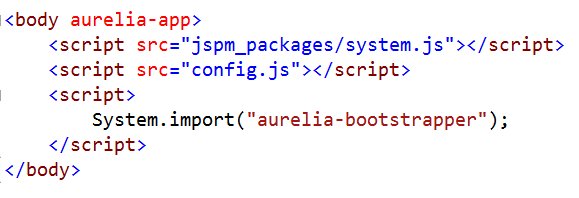 <body aurelia-app>
    <script src="jspm_packages/system.js"></script>
    <script src="config.js"></script>
    <script>
        System.import("aurelia-bootstrapper");
    </script>
</body>